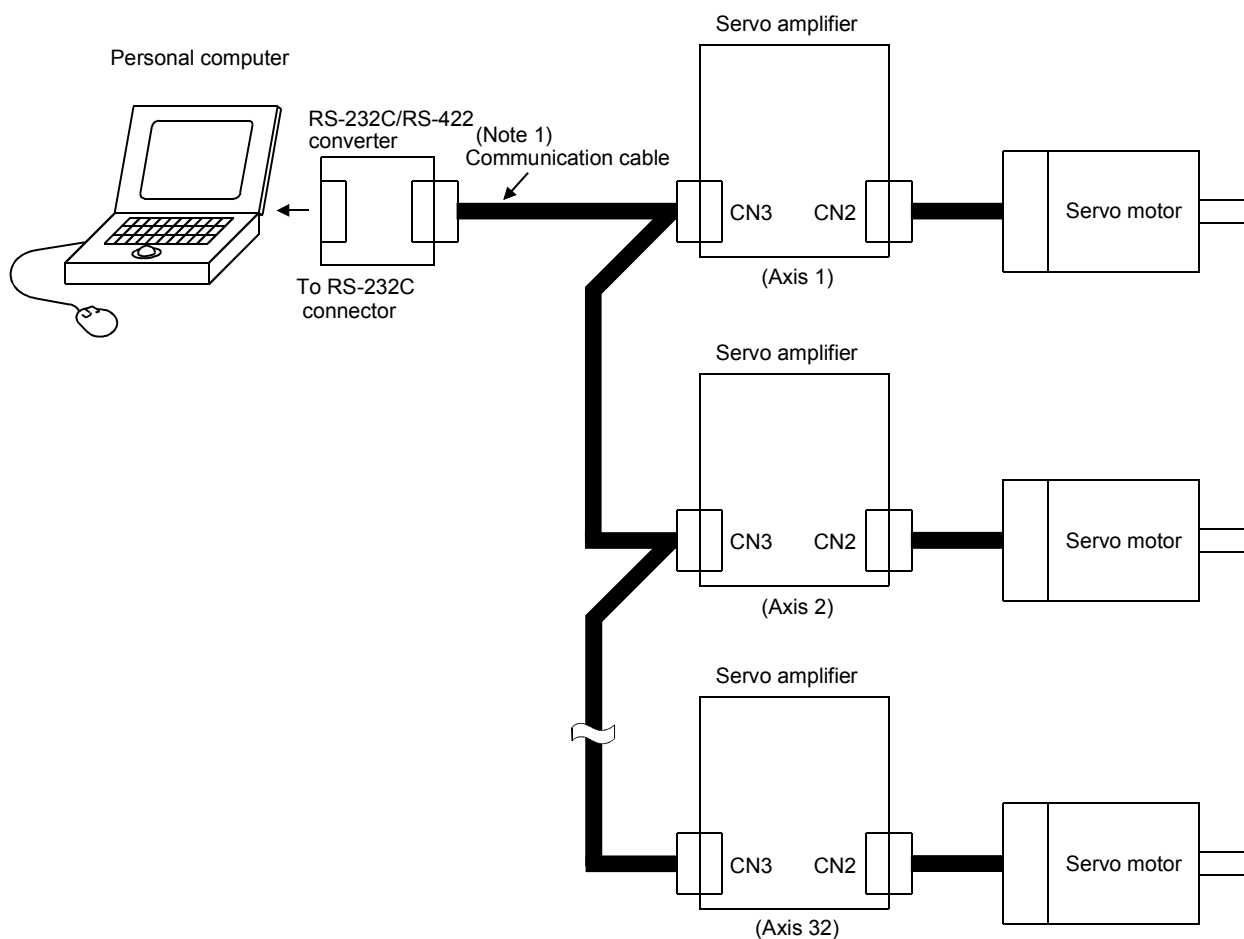 Servo amplifier
Personal computer
RS-232C/RS-422
converter
(Note 1)
Communication cable
CN3
CN2
Servo motor
To RS-232C
connector
(Axis 1)
Servo amplifier
CN3
CN2
Servo motor
(Axis 2)
Servo amplifier
CN3
CN2
Servo motor
(Axis 32)